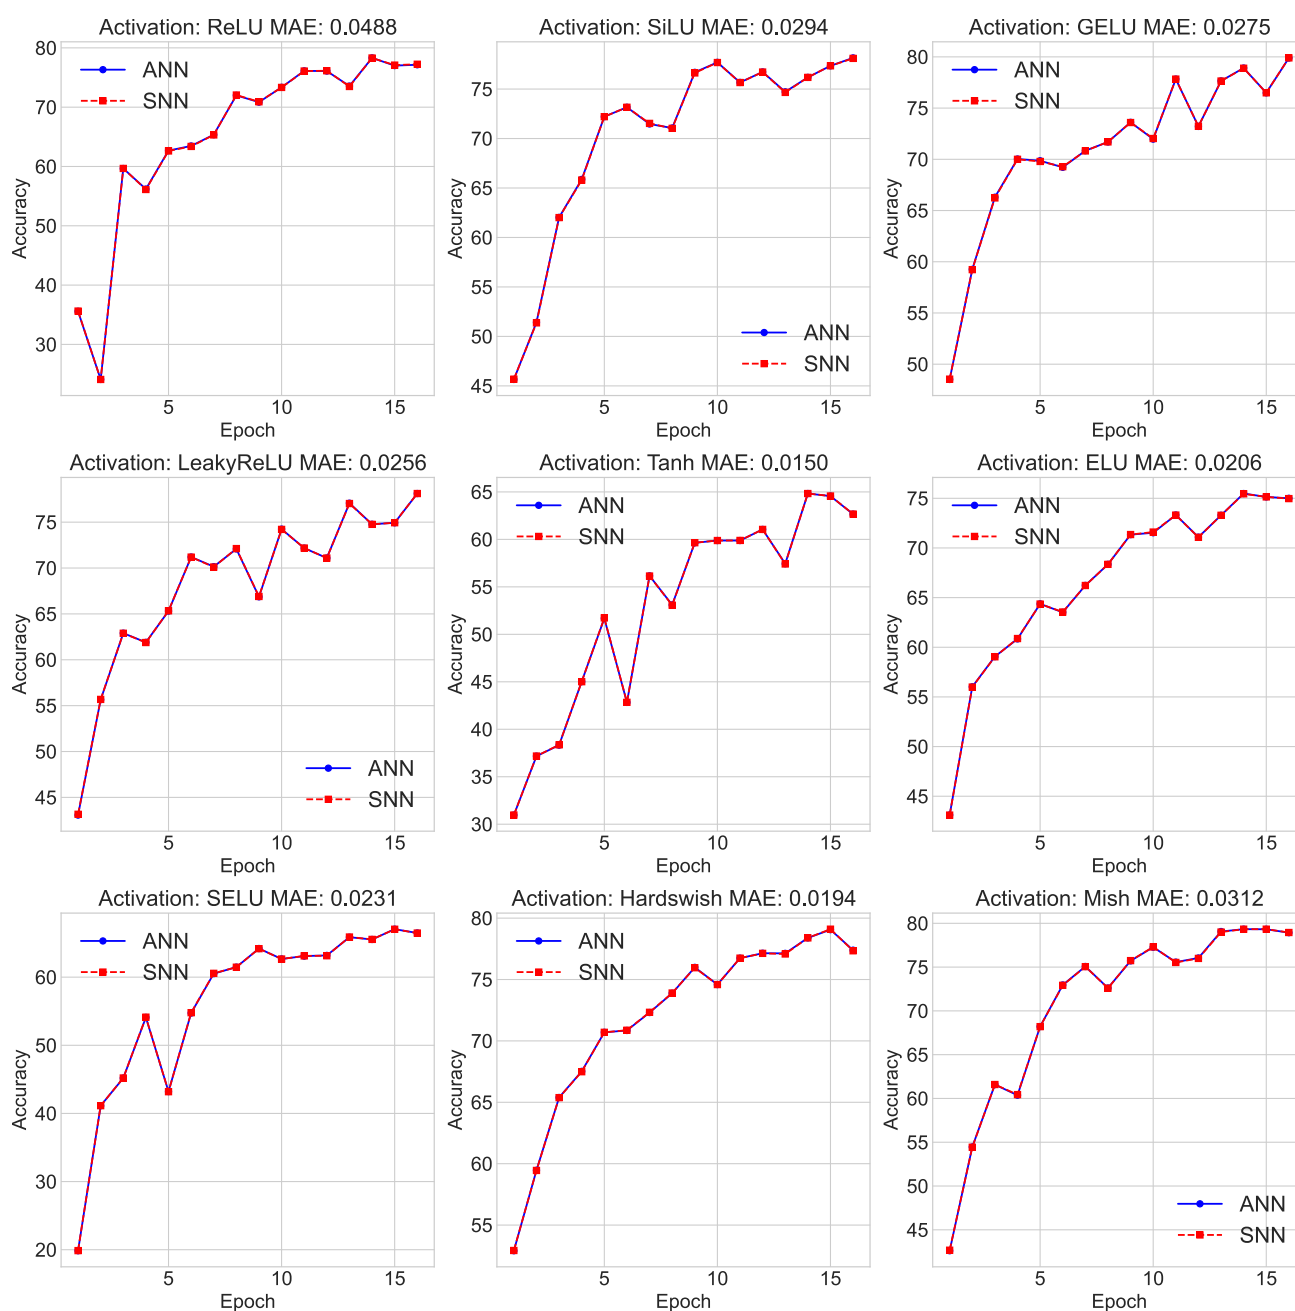 Activation: ReLU MAE: 0.0488
80
70
60
50
40
30
Accuracy
ANN
SNN
5
10
15
Epoch
Activation: SiLU MAE: 0.0294
75
70
65
60
55
50
45
Accuracy
ANN
SNN
5
10
15
Epoch
Activation: GELU MAE: 0.0275
80
75
70
65
60
55
50
Accuracy
ANN
SNN
5
10
15
Epoch
Activation: LeakyReLU MAE: 0.0256
75
70
65
60
55
50
45
Accuracy
ANN
SNN
5
10
15
Epoch
Activation: Tanh MAE: 0.0150
65
60
55
50
45
40
35
30
Accuracy
ANN
SNN
5
10
15
Epoch
Activation: ELU MAE: 0.0206
75
70
65
60
55
50
45
Accuracy
ANN
SNN
5
10
15
Epoch
Activation: SELU MAE: 0.0231
60
50
40
30
20
Accuracy
ANN
SNN
5
10
15
Epoch
Activation: Hardswish MAE: 0.0194
80
75
70
65
60
55
Accuracy
ANN
SNN
5
10
15
Epoch
Activation: Mish MAE: 0.0312
80
75
70
65
60
55
50
45
Accuracy
ANN
SNN
5
10
15
Epoch